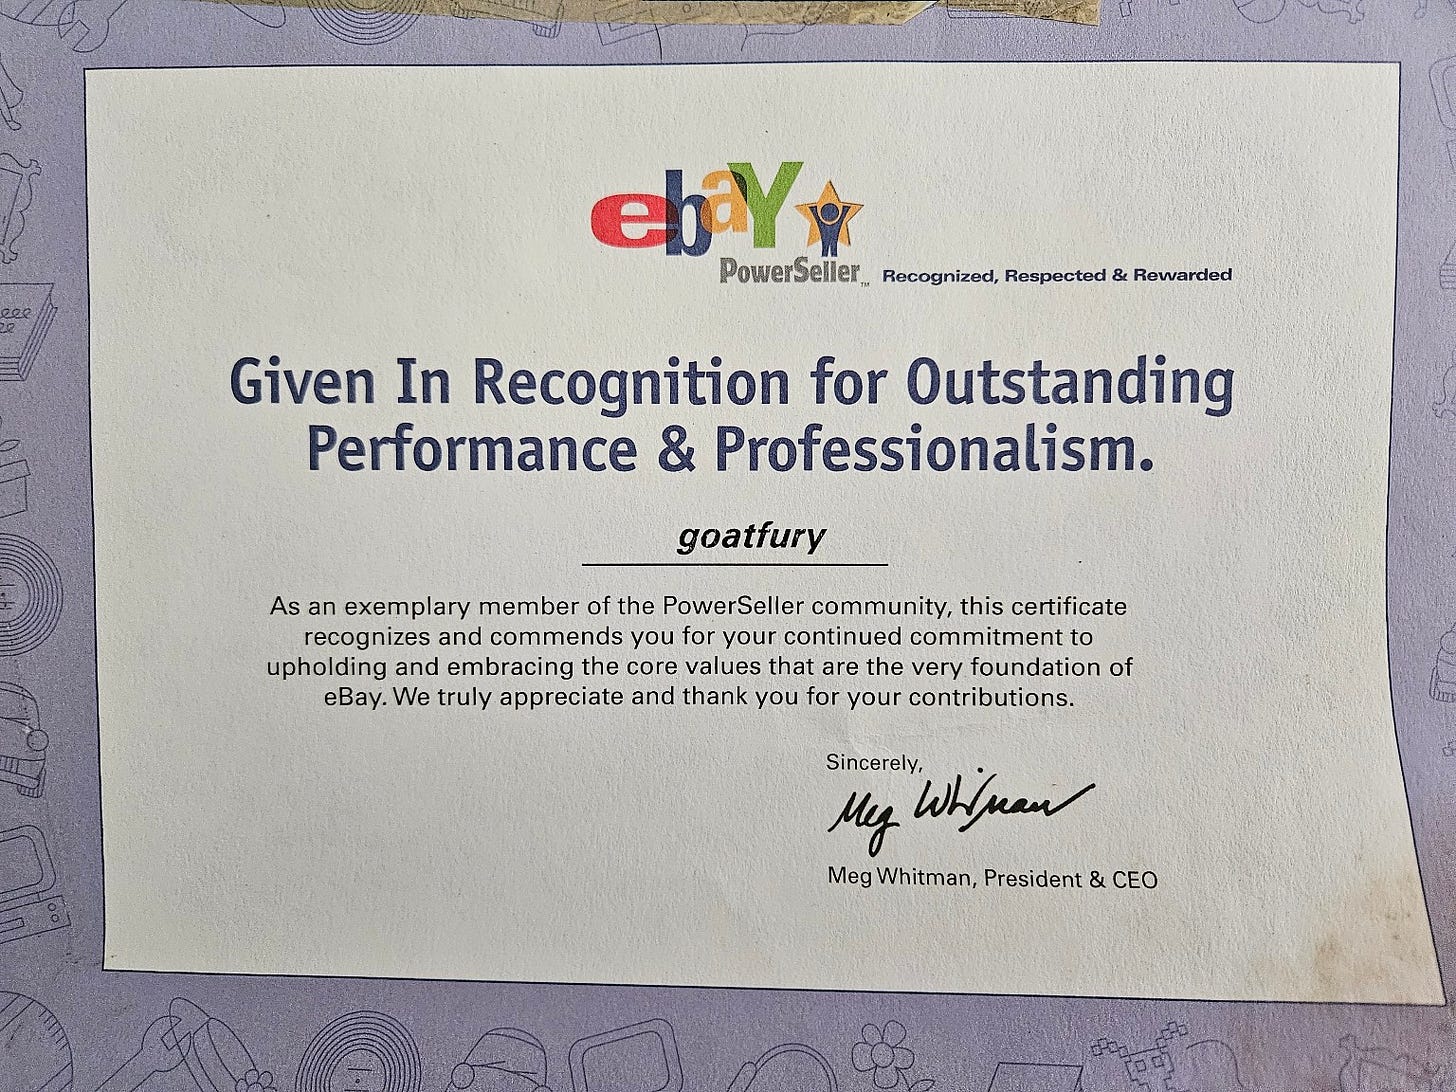 ebaY
PowerSeller™ Recognized, Respected & Rewarded
Given In Recognition for Outstanding
Performance & Professionalism.
goatfury
As an exemplary member of the PowerSeller community, this certificate
recognizes and commends you for your continued commitment to
upholding and embracing the core values that are the very foundation of
eBay. We truly appreciate and thank you for your contributions.
Sincerely,
Meg Whitman
Meg Whitman, President & CEO